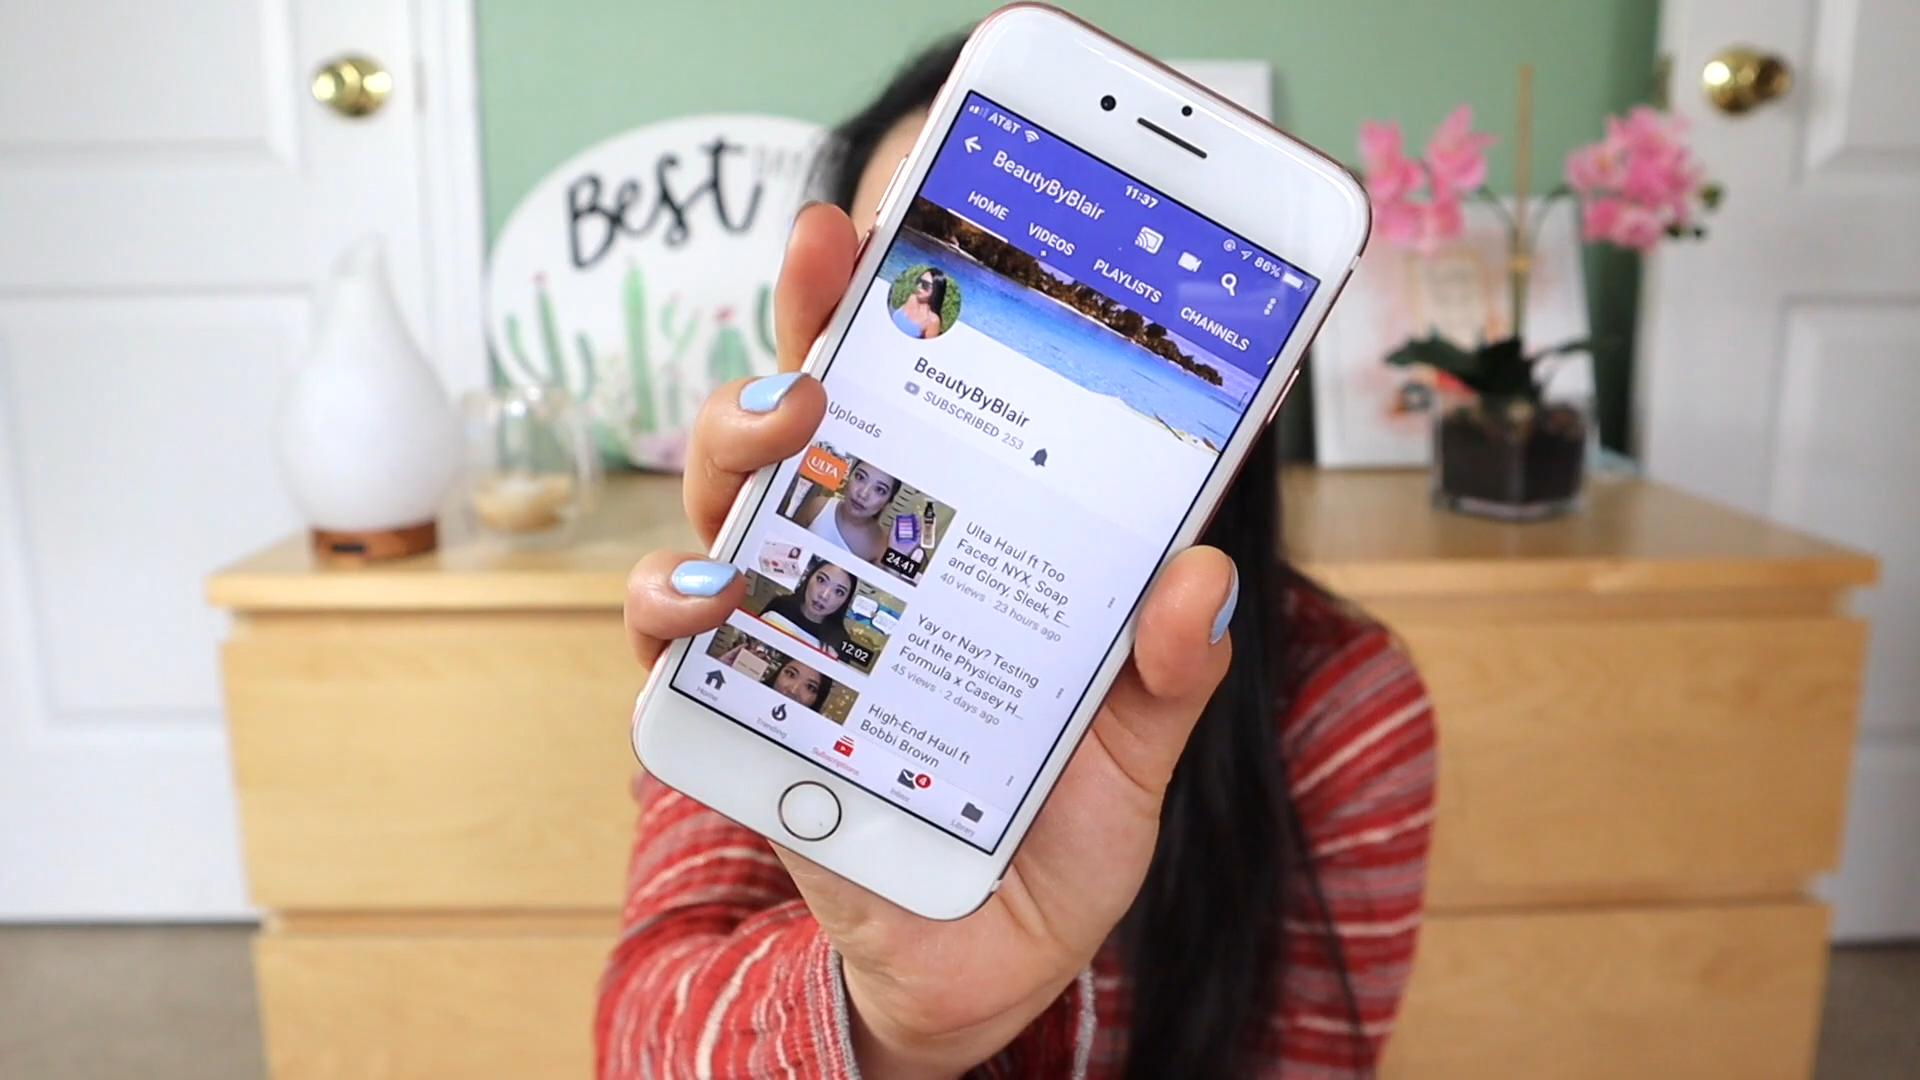 Best
AT&T
11:37
86%
BeautyByBlair
HOME
VIDEOS
PLAYLISTS
CHANNELS
BeautyByBlair
SUBSCRIBED 253
Uploads
ULTA
24:41
Ulta Haul ft Too
Faced, NYX, Soap
and Glory, Sleek, E...
40 views · 23 hours ago
12:02
Yay or Nay? Testing
out the Physicians
Formula x Casey H...
45 views · 2 days ago
High-End Haul ft
Bobbi Brown
Home
Trending
Subscriptions
4
Inbox
Library